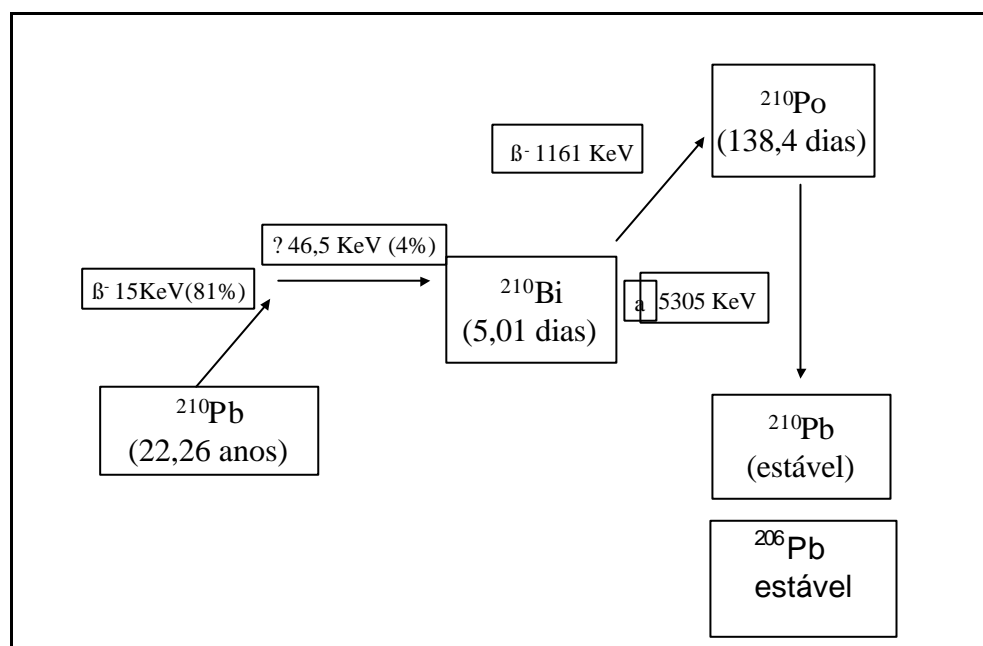 ²¹⁰Po
(138,4 dias)
ß- 1161 KeV
? 46,5 KeV (4%)
ß- 15KeV(81%)
²¹⁰Bi
(5,01 dias)
a 5305 KeV
²¹⁰Pb
(22,26 anos)
²¹⁰Pb
(estável)
²⁰⁶Pb
estável